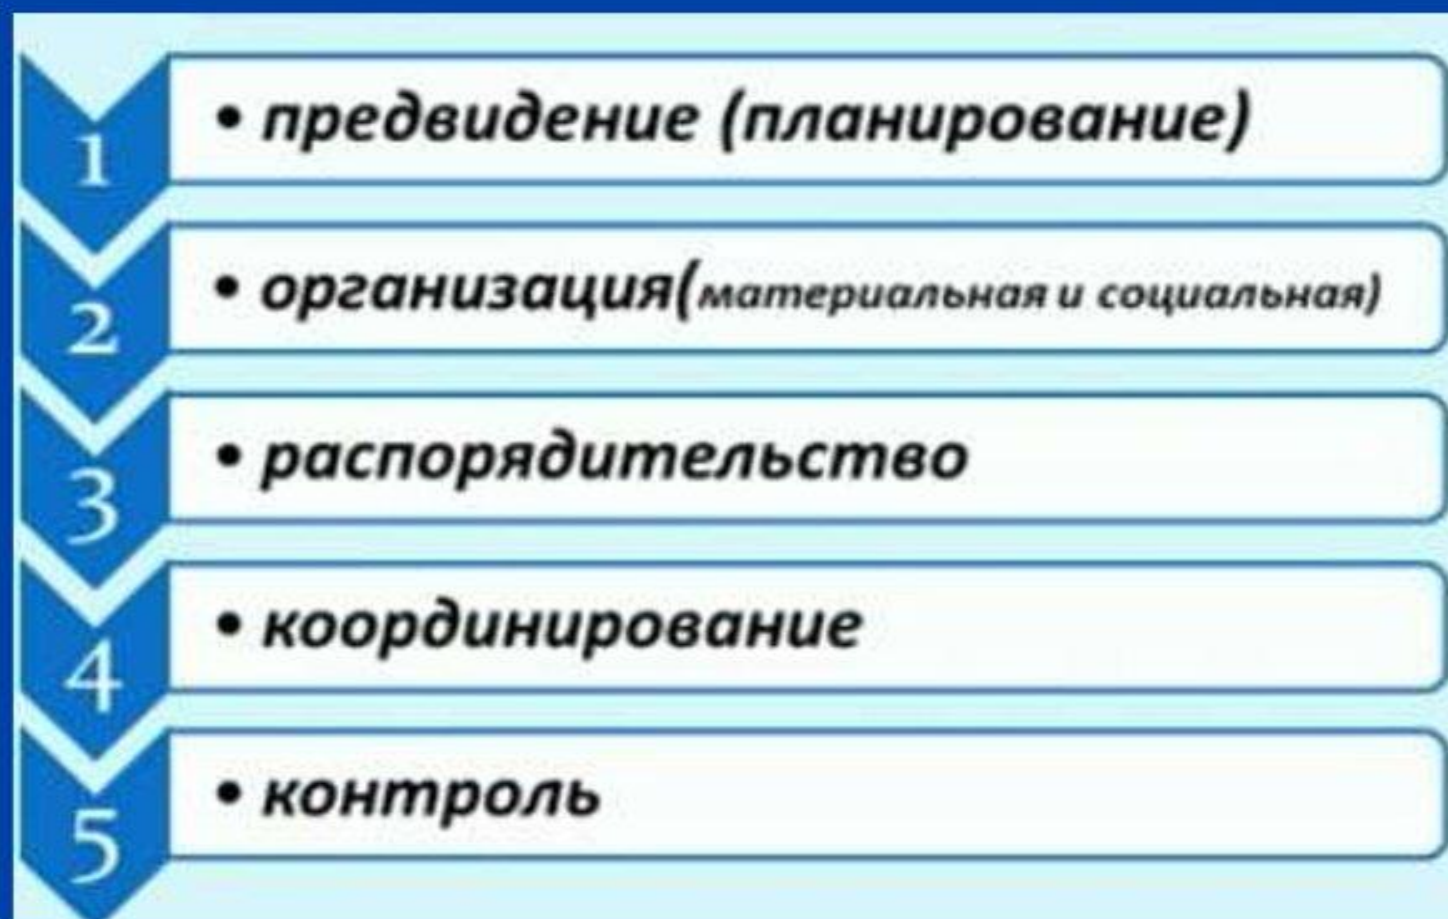 1
• предвидение (планирование)
2
• организация(материальная и социальная)
3
• распорядительство
4
• координирование
5
• контроль